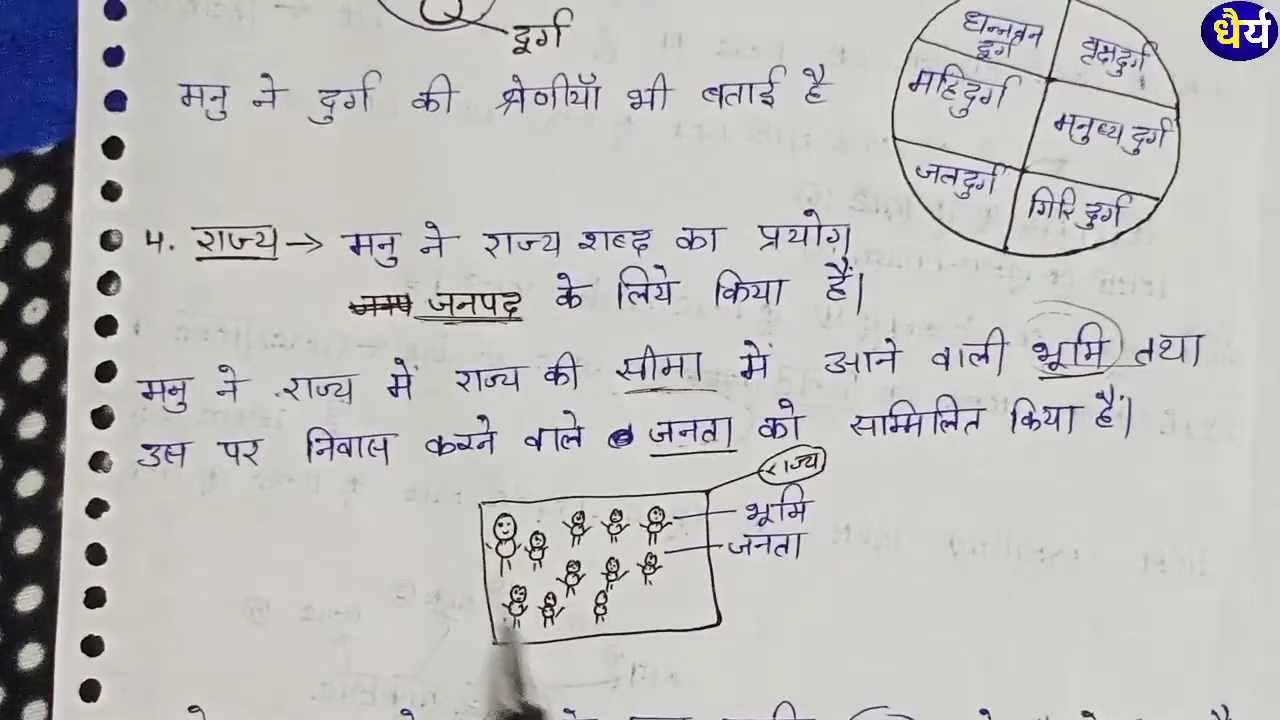 धैर्य
दूर्ग
मनु ने दुर्ग की श्रेणीयाँ भी बताई है
धन्नवन दूर्ग
वृक्षदुर्ग
महिदुर्ग
मनुष्य दुर्ग
जलदुर्ग
गिरि दुर्ग
4. राज्य → मनु ने राज्य शब्द का प्रयोग
जनपद के लिये किया हैं।
मनु ने राज्य में राज्य की सीमा में आने वाली भूमि तथा
उस पर निवास करने वाले जनता को सम्मिलित किया हैं।
राज्य
भूमि
जनता